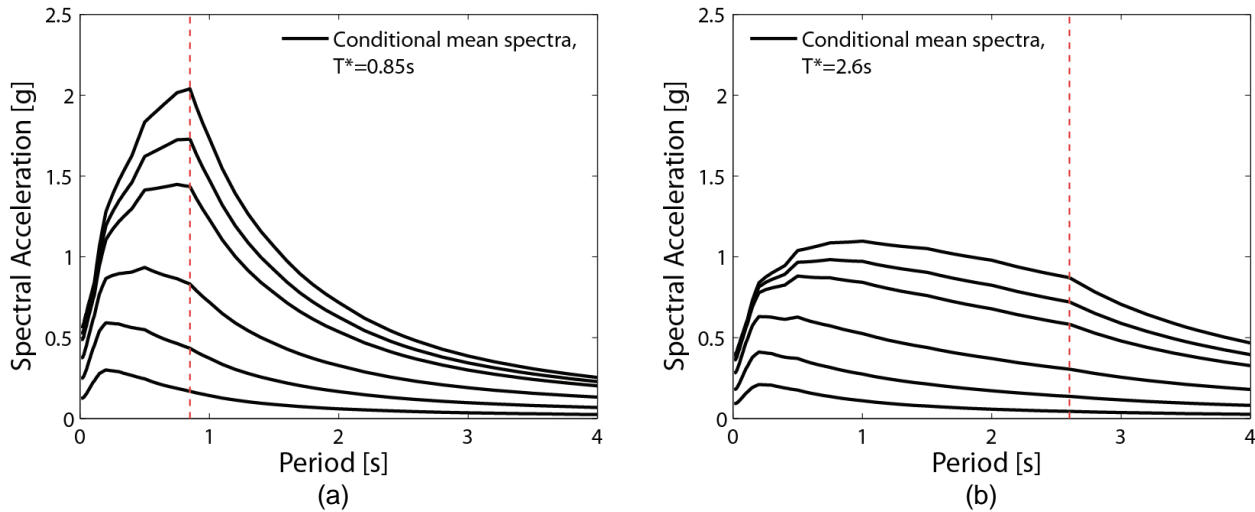 2.5
2
1.5
1
0.5
0
Spectral Acceleration [g]
Conditional mean spectra,
T*=0.85s
0 1 2 3 4
Period [s]
(a)
2.5
2
1.5
1
0.5
0
Spectral Acceleration [g]
Conditional mean spectra,
T*=2.6s
0 1 2 3 4
Period [s]
(b)